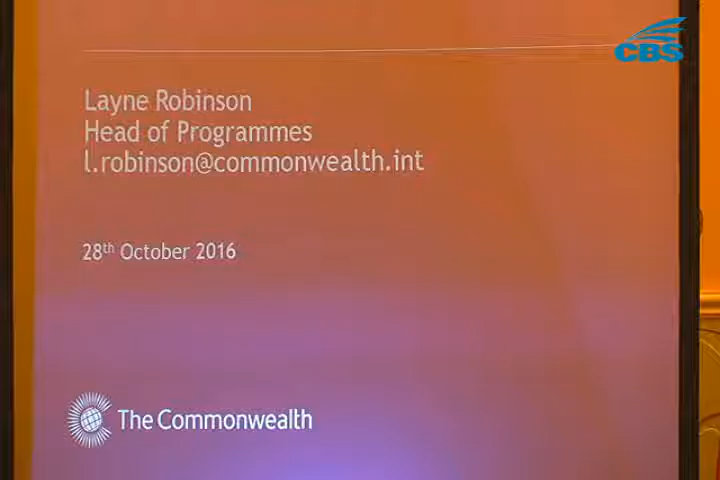 CBS
Layne Robinson
Head of Programmes
l.robinson@commonwealth.int
28th October 2016
The Commonwealth